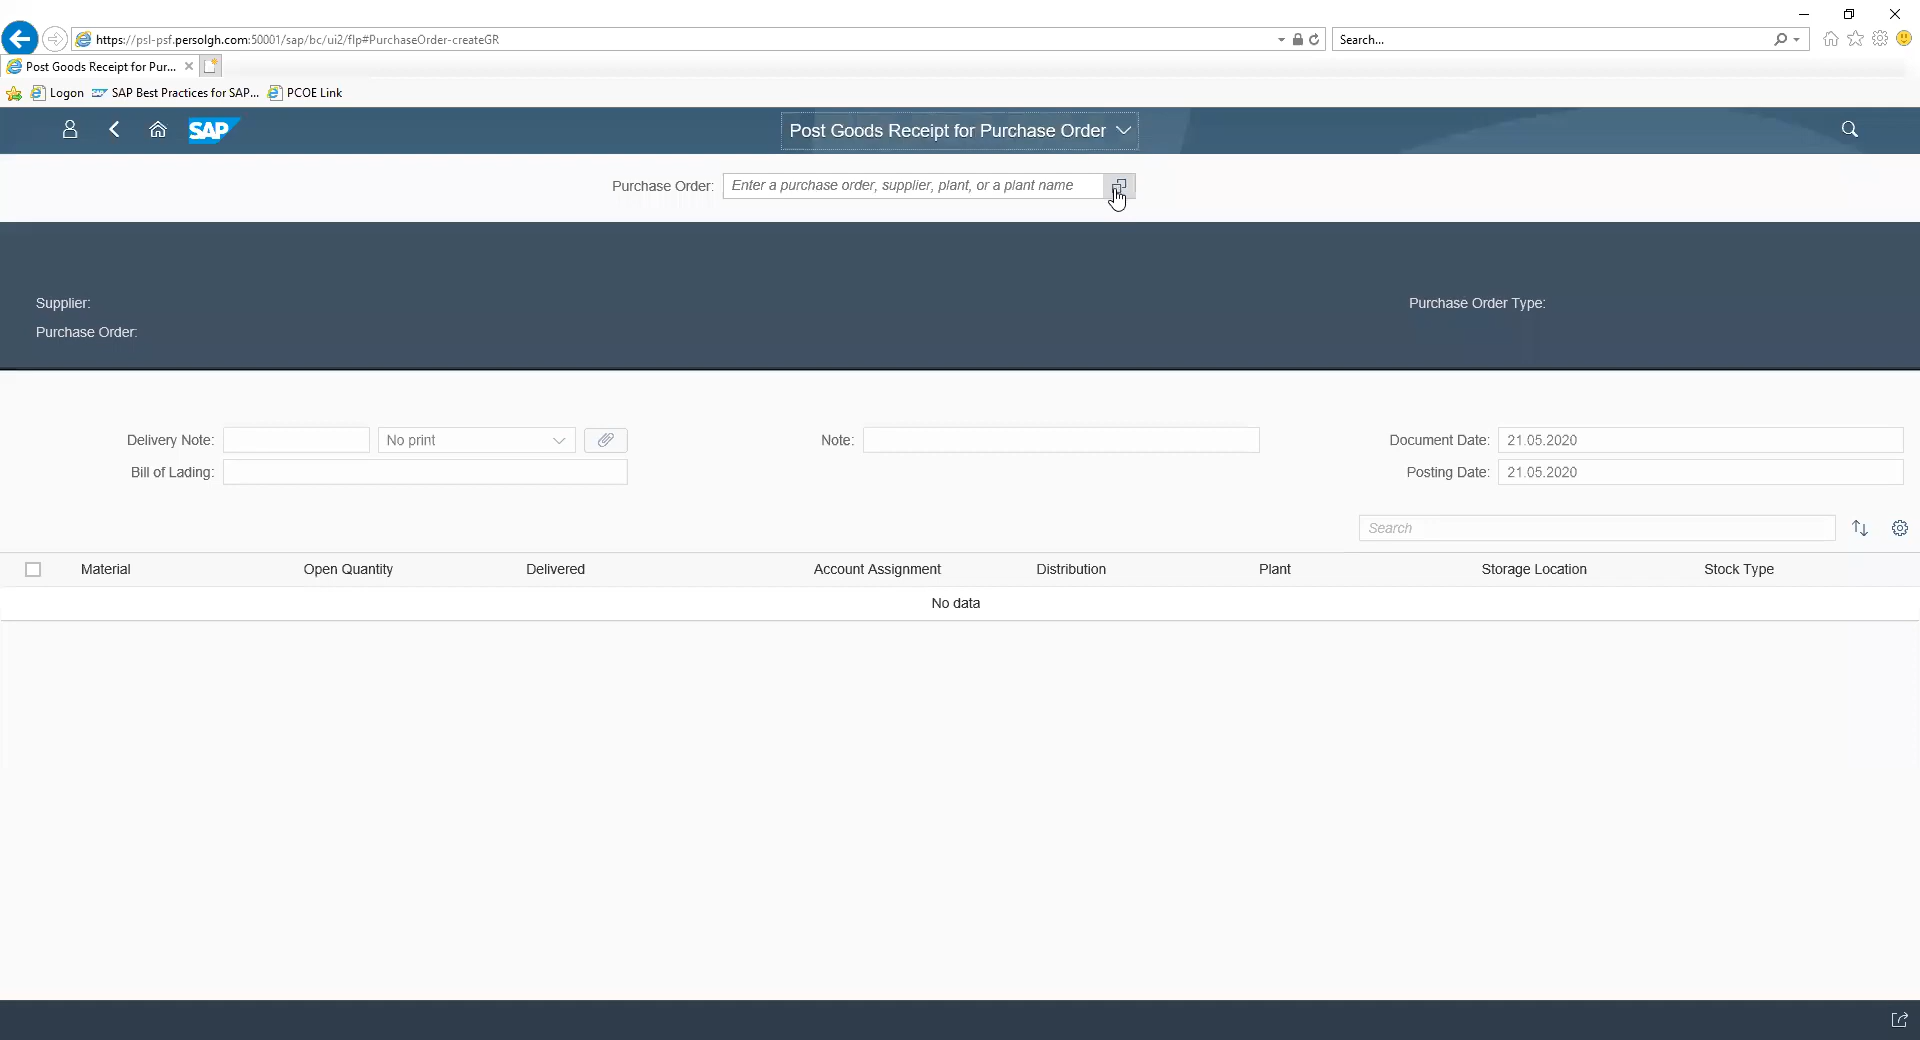 https://psl-psf.persolgh.com:50001/sap/bc/ui2/flp#PurchaseOrder-createGR
Search...
Post Goods Receipt for Pur...
Logon
SAP Best Practices for SAP...
PCOE Link
SAP
Post Goods Receipt for Purchase Order
Purchase Order:
Enter a purchase order, supplier, plant, or a plant name
Supplier:
Purchase Order Type:
Purchase Order:
Delivery Note:
No print
Note:
Document Date:
21.05.2020
Bill of Lading:
Posting Date:
21.05.2020
Search
Material
Open Quantity
Delivered
Account Assignment
Distribution
Plant
Storage Location
Stock Type
No data